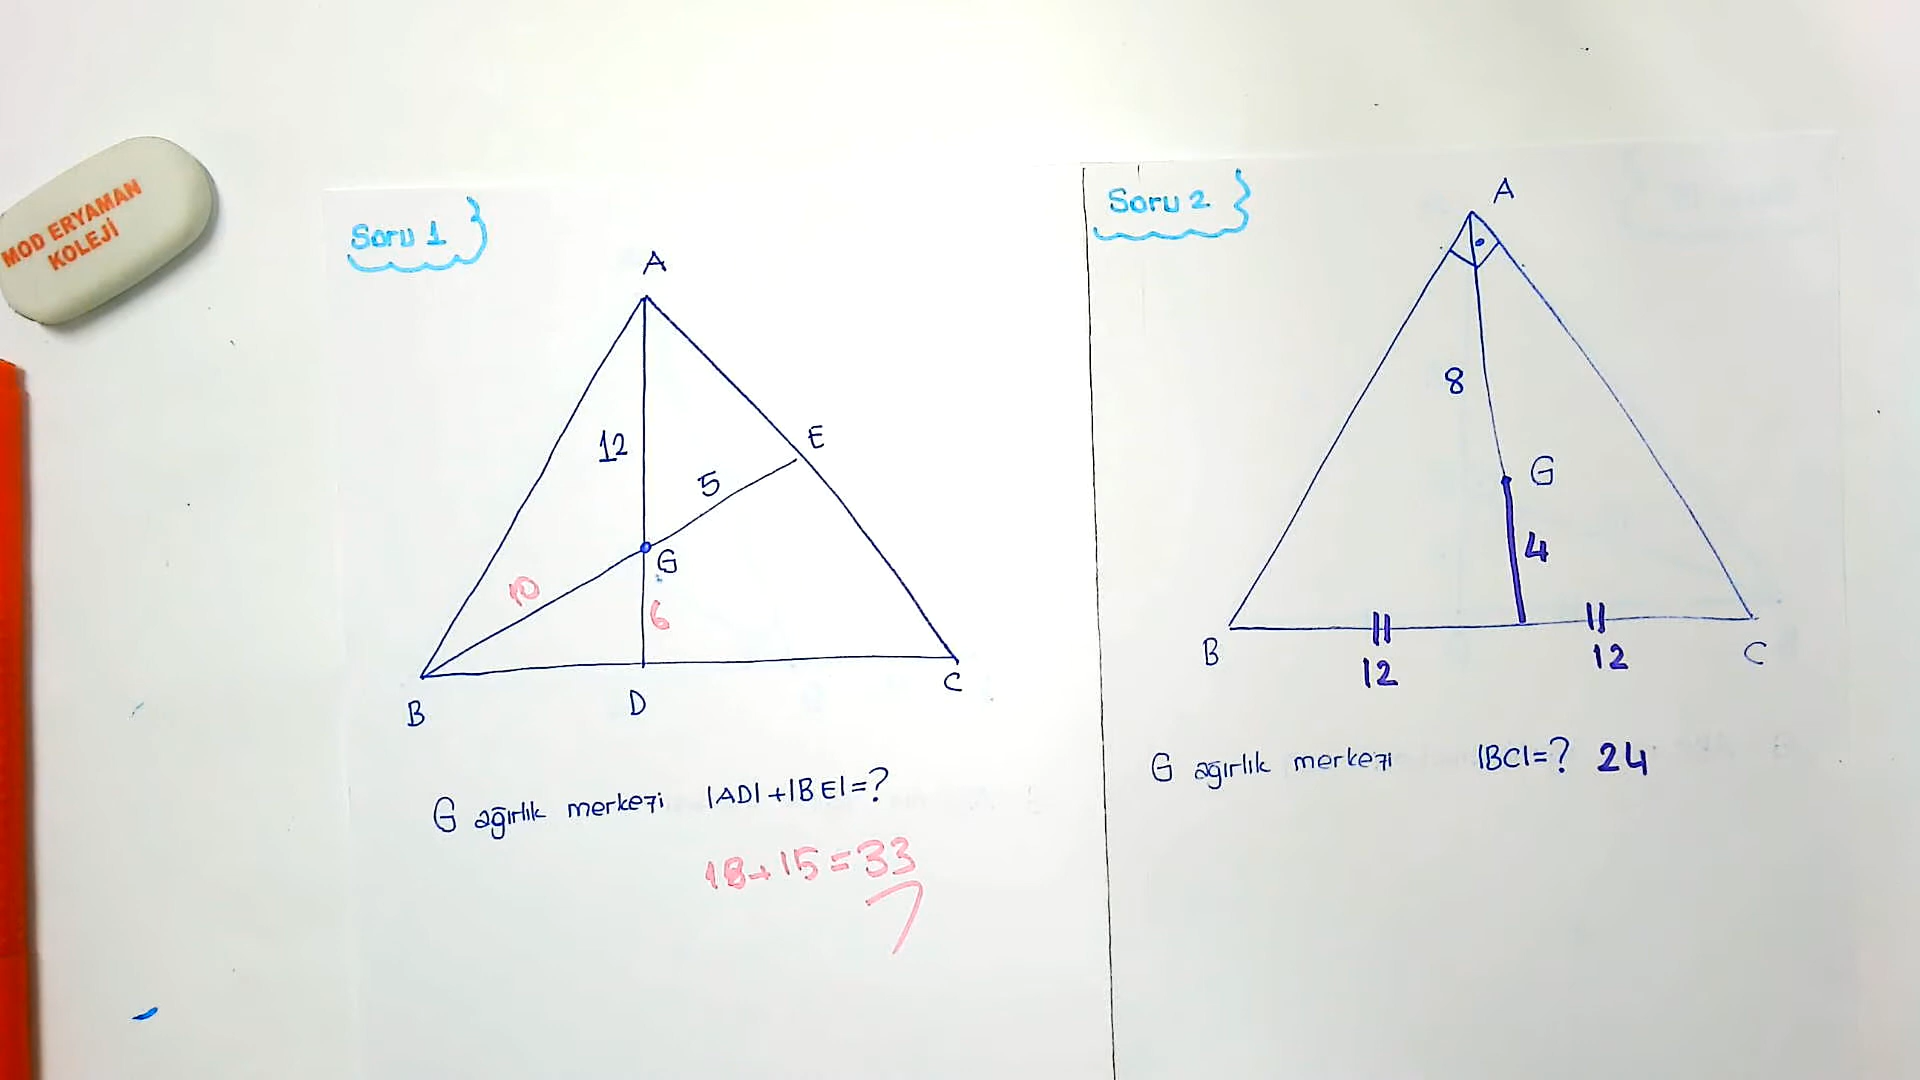 MOD ERYAMAN
KOLEJİ
Soru 1
A
12
E
5
G
10
6
B
D
C
G ağırlık merkezi |AD|+|BE|=?
18+15=33
Soru 2
A
8
G
4
B
12
12
C
G ağırlık merkezi |BC|=? 24